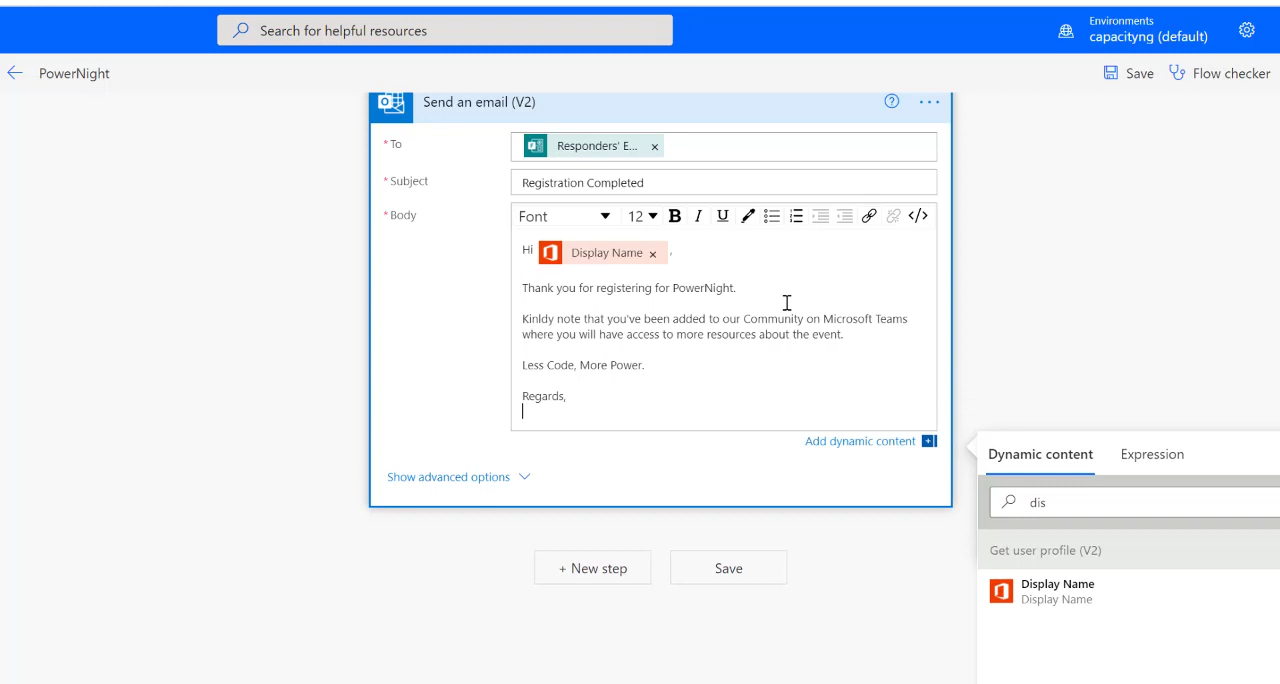 Search for helpful resources
Environments
capacityng (default)
PowerNight
Save
Flow checker
Send an email (V2)
? ...
* To
Responders' E... ×
* Subject
Registration Completed
* Body
Font 12 B I U </>
Hi Display Name × ,
Thank you for registering for PowerNight.
Kinldy note that you've been added to our Community on Microsoft Teams
where you will have access to more resources about the event.
Less Code, More Power.
Regards,
Add dynamic content +
Show advanced options
+ New step
Save
Dynamic content
Expression
dis
Get user profile (V2)
Display Name
Display Name